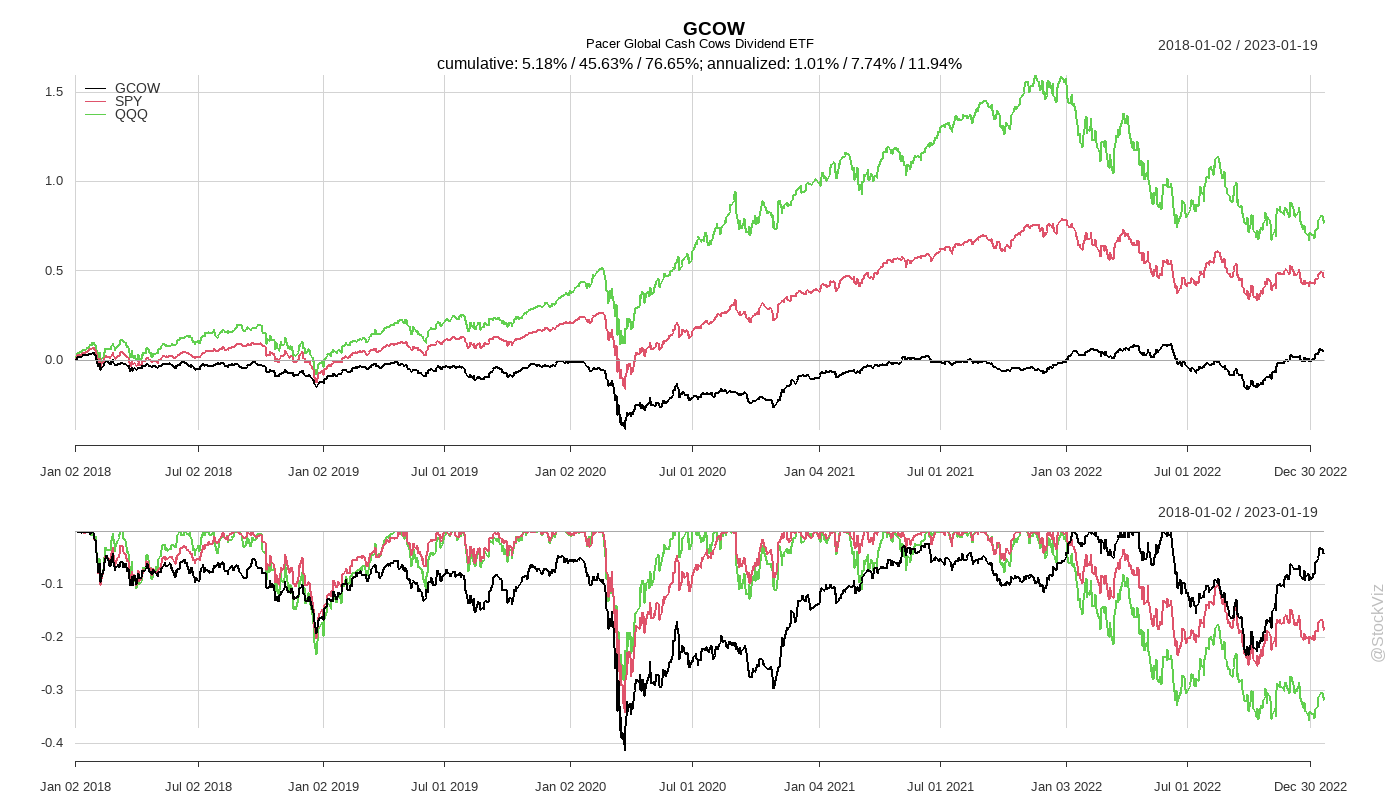 GCOW
Pacer Global Cash Cows Dividend ETF
2018-01-02 / 2023-01-19
cumulative: 5.18% / 45.63% / 76.65%; annualized: 1.01% / 7.74% / 11.94%
GCOW
SPY
QQQ
1.5
1.0
0.5
0.0
Jan 02 2018 Jul 02 2018 Jan 02 2019 Jul 01 2019 Jan 02 2020 Jul 01 2020 Jan 04 2021 Jul 01 2021 Jan 03 2022 Jul 01 2022 Dec 30 2022
2018-01-02 / 2023-01-19
-0.1
-0.2
-0.3
-0.4
Jan 02 2018 Jul 02 2018 Jan 02 2019 Jul 01 2019 Jan 02 2020 Jul 01 2020 Jan 04 2021 Jul 01 2021 Jan 03 2022 Jul 01 2022 Dec 30 2022
@StockViz